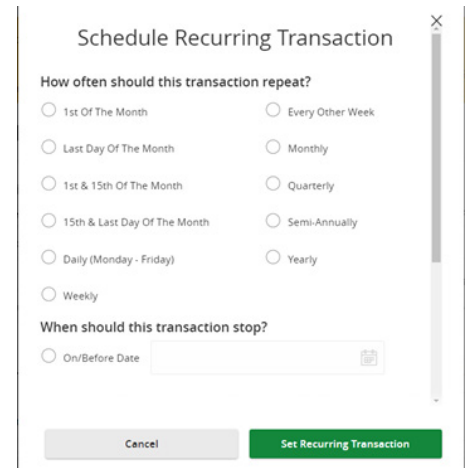 Schedule Recurring Transaction
How often should this transaction repeat?
1st Of The Month
Every Other Week
Last Day Of The Month
Monthly
1st & 15th Of The Month
Quarterly
15th & Last Day Of The Month
Semi-Annually
Daily (Monday - Friday)
Yearly
Weekly
When should this transaction stop?
On/Before Date
Cancel
Set Recurring Transaction